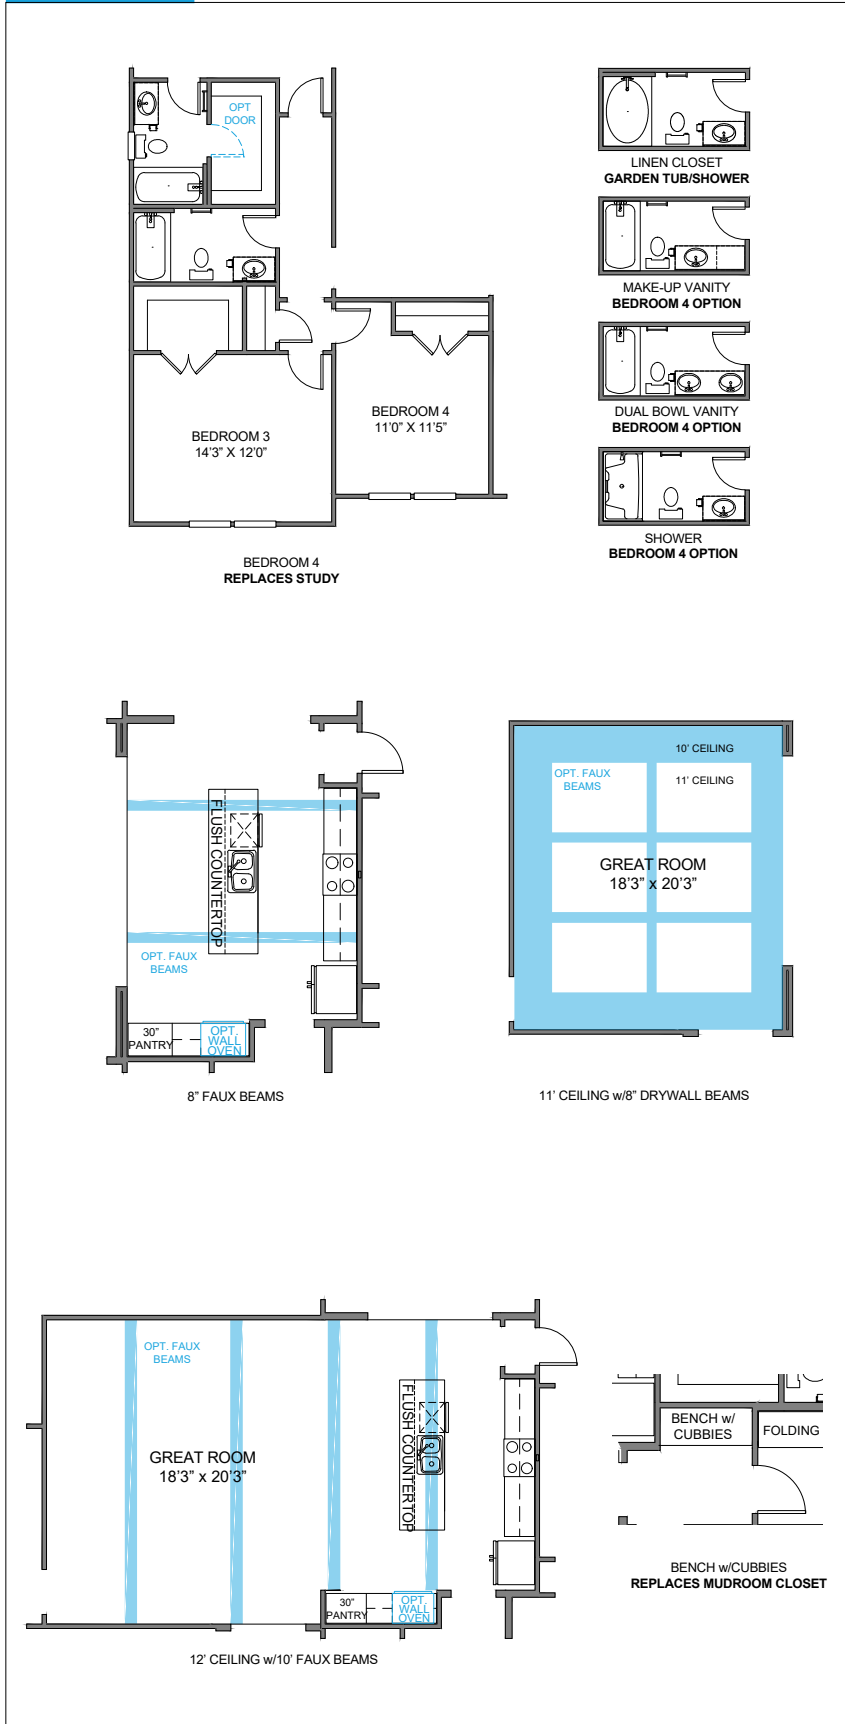 OPT
DOOR
BEDROOM 3
14'3" X 12'0"
BEDROOM 4
11'0" X 11'5"
BEDROOM 4
REPLACES STUDY
LINEN CLOSET
GARDEN TUB/SHOWER
MAKE-UP VANITY
BEDROOM 4 OPTION
DUAL BOWL VANITY
BEDROOM 4 OPTION
SHOWER
BEDROOM 4 OPTION
FLUSH COUNTERTOP
OPT. FAUX
BEAMS
30"
PANTRY
OPT.
WALL
OVEN
8" FAUX BEAMS
10' CEILING
OPT. FAUX
BEAMS
11' CEILING
GREAT ROOM
18'3" x 20'3"
11' CEILING w/8" DRYWALL BEAMS
OPT. FAUX
BEAMS
FLUSH COUNTERTOP
GREAT ROOM
18'3" x 20'3"
30"
PANTRY
OPT.
WALL
OVEN
12' CEILING w/10' FAUX BEAMS
BENCH w/
CUBBIES
FOLDING
BENCH w/CUBBIES
REPLACES MUDROOM CLOSET